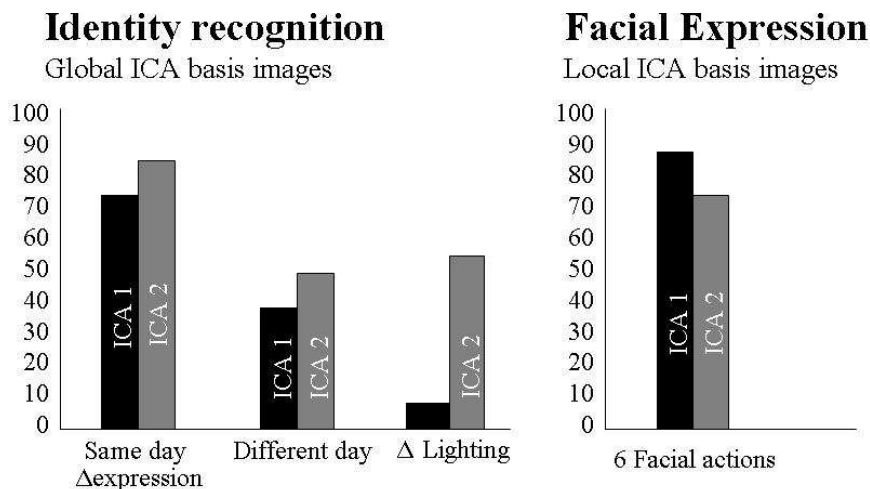 Identity recognition
Global ICA basis images
100
90
80
70
60
50
40
30
20
10
0
ICA 1
ICA 2
ICA 1
ICA 2
ICA 2
Same day
Δexpression
Different day
Δ Lighting
Facial Expression
Local ICA basis images
100
90
80
70
60
50
40
30
20
10
0
ICA 1
ICA 2
6 Facial actions